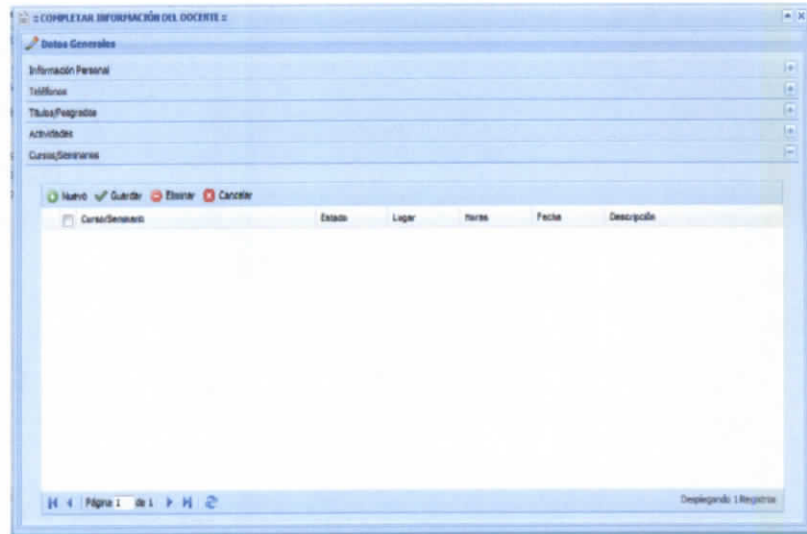 :: COMPLETAR INFORMACIÓN DEL DOCENTE ::
Datos Generales
Información Personal
Teléfonos
Títulos/Posgrados
Actividades
Cursos/Seminarios
Nuevo Guardar Eliminar Cancelar
Curso/Seminario Estado Lugar Horas Fecha Descripción
Página 1 de 1
Desplegando 1 Registros